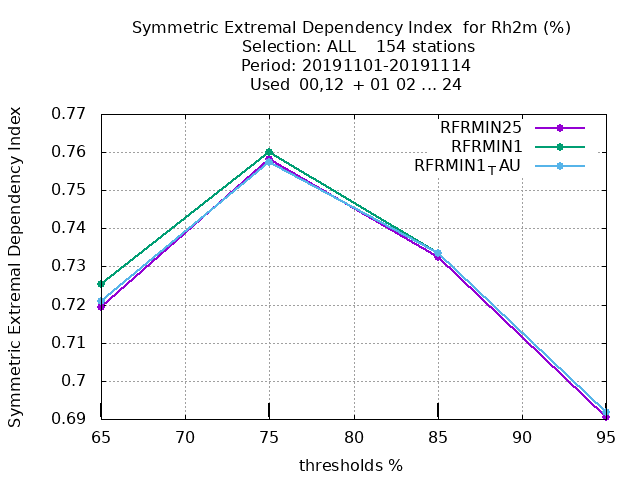 Symmetric Extremal Dependency Index for Rh2m (%)
Selection: ALL 154 stations
Period: 20191101-20191114
Used 00,12 + 01 02 ... 24
Symmetric Extremal Dependency Index
0.77
0.76
0.75
0.74
0.73
0.72
0.71
0.7
0.69
RFRMIN25
RFRMIN1
RFRMIN1TAU
65 70 75 80 85 90 95
thresholds %